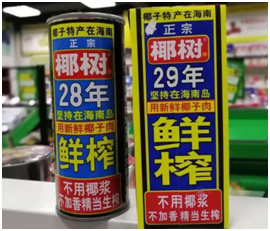 椰子特产在海南
正宗
椰树
28年
坚持在海南岛
用新鲜椰子肉
鲜榨
不用椰浆
不加香精当生榨
椰子特产在海南
正宗
椰树
29年
坚持在海南岛
用新鲜椰子肉
鲜榨
不用椰浆
不加香精当生榨